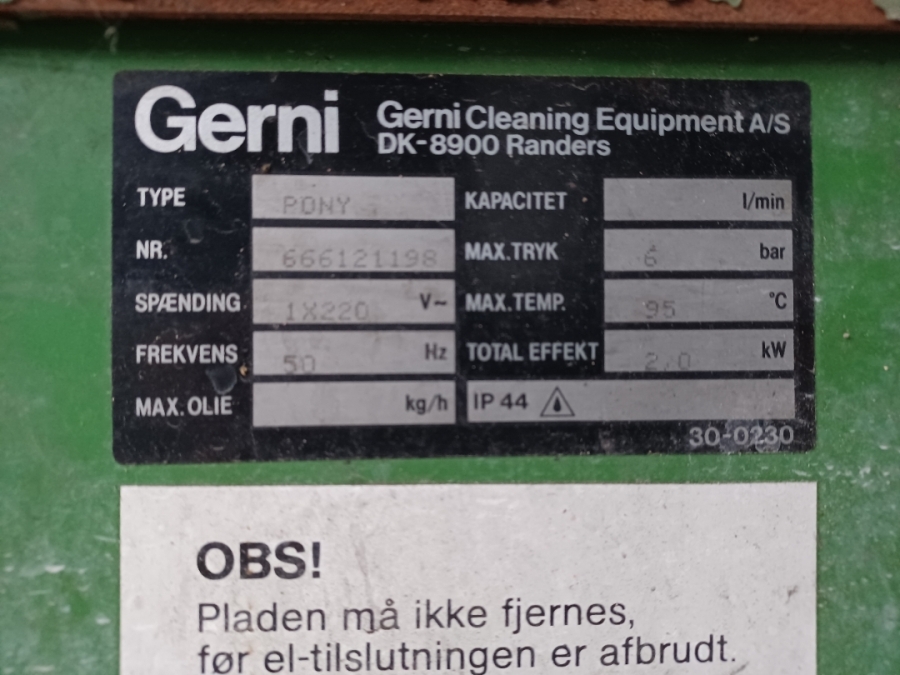 Gerni
Gerni Cleaning Equipment A/S
DK-8900 Randers
TYPE PONY
KAPACITET l/min
NR. 666121198
MAX.TRYK 6 bar
SPÆNDING 1X220 V~
MAX.TEMP. 95 °C
FREKVENS 50 Hz
TOTAL EFFEKT 2,0 kW
MAX.OLIE kg/h
IP 44
30-0230
OBS!
Pladen må ikke fjernes,
før el-tilslutningen er afbrudt.